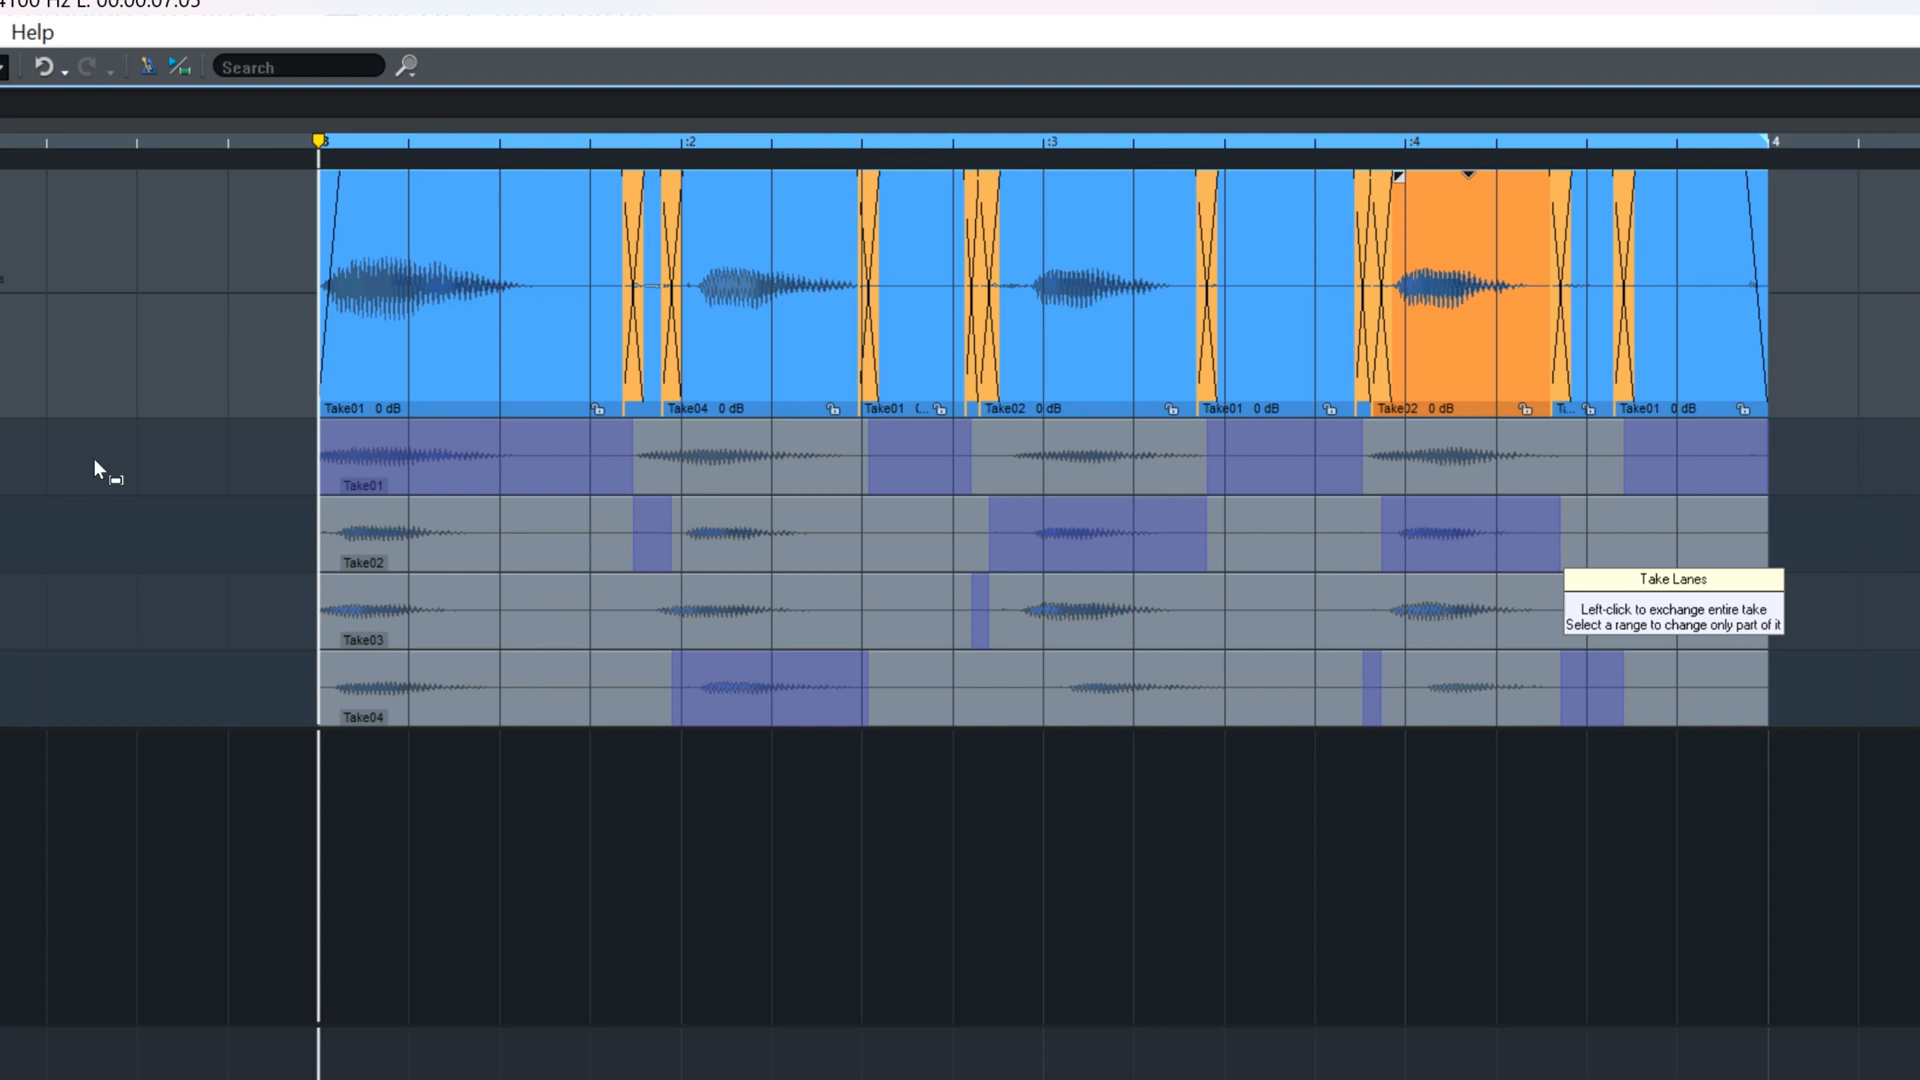 Help
Search
3 :2 :3 :4 4
Take01 0 dB Take04 0 dB Take01 (... Take02 0 dB Take01 0 dB Take02 0 dB Take01 0 dB
Take01
Take02
Take Lanes
Left-click to exchange entire take
Select a range to change only part of it
Take03
Take04